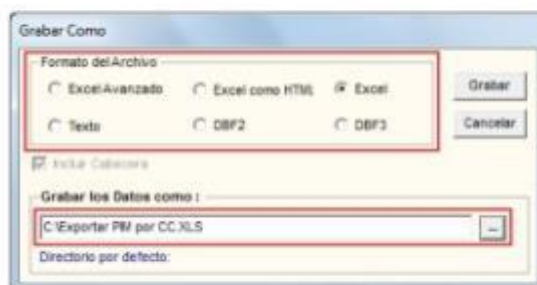 Grabar Como
Formato del Archivo
Excel Avanzado
Excel como HTML
Excel
Grabar
Texto
DBF2
DBF3
Cancelar
Incluir Cabecera
Grabar los Datos como :
C:\Exportar PIM por CC.XLS
...
Directorio por defecto: